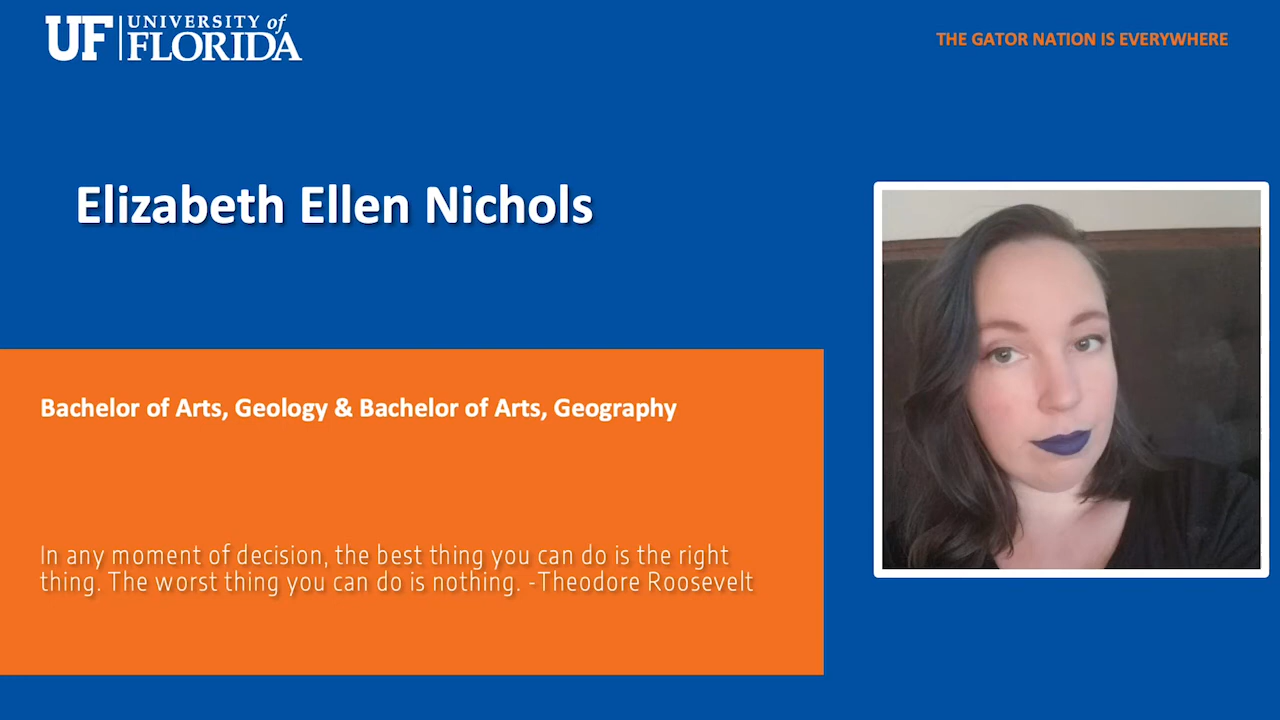 UF UNIVERSITY of
FLORIDA
THE GATOR NATION IS EVERYWHERE
Elizabeth Ellen Nichols
Bachelor of Arts, Geology & Bachelor of Arts, Geography
In any moment of decision, the best thing you can do is the right
thing. The worst thing you can do is nothing. -Theodore Roosevelt